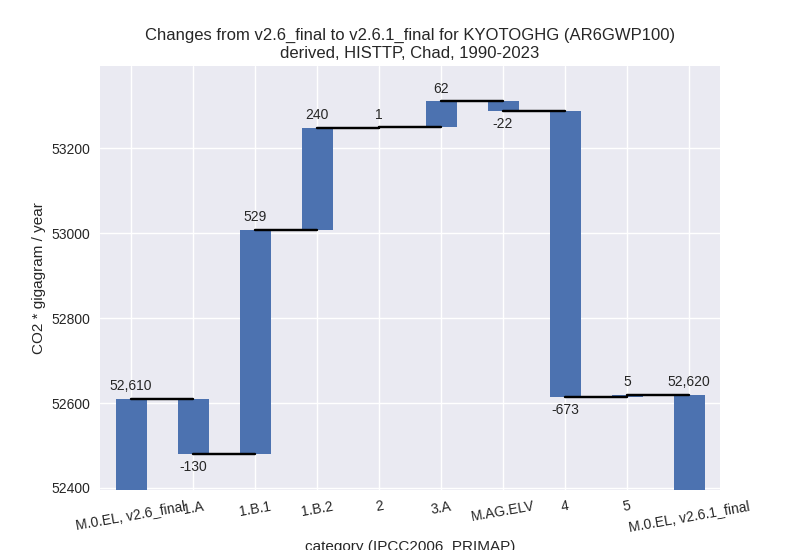 Changes from v2.6_final to v2.6.1_final for KYOTOGHG (AR6GWP100)
derived, HISTTP, Chad, 1990-2023
CO2 * gigagram / year
53200
53000
52800
52600
52400
52,610
-130
529
240
1
62
-22
-673
5
52,620
M.0.EL, v2.6_final
1.A
1.B.1
1.B.2
2
3.A
M.AG.ELV
4
5
M.0.EL, v2.6.1_final
category (IPCC2006_PRIMAP)